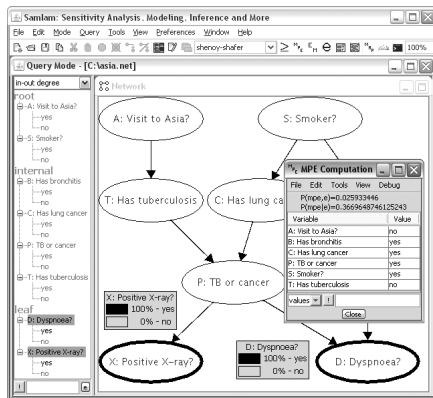 SamIam: Sensitivity Analysis, Modeling, Inference and More
File Edit Mode Query Tools View Preferences Window Help
shenoy-shafer
100%
Query Mode - [C:\asia.net]
in-out degree
root
A: Visit to Asia?
yes
no
S: Smoker?
yes
no
internal
B: Has bronchitis
yes
no
C: Has lung cancer
yes
no
P: TB or cancer
yes
no
T: Has tuberculosis
yes
no
leaf
D: Dyspnoea?
yes
no
X: Positive X-ray?
yes
no
Network
A: Visit to Asia?
S: Smoker?
T: Has tuberculosis
C: Has lung ca
P: TB or cancer
X: Positive X-ray?
100% - yes
0% - no
X: Positive X-ray?
D: Dyspnoea?
100% - yes
0% - no
D: Dyspnoea?
MPE Computation
File Edit Tools View Debug
P(mpe,e)=0.025933446
P(mpe|e)=0.3669648746125243
Variable Value
A: Visit to Asia? no
B: Has bronchitis yes
C: Has lung cancer yes
P: TB or cancer yes
S: Smoker? yes
T: Has tuberculosis no
values !
Close